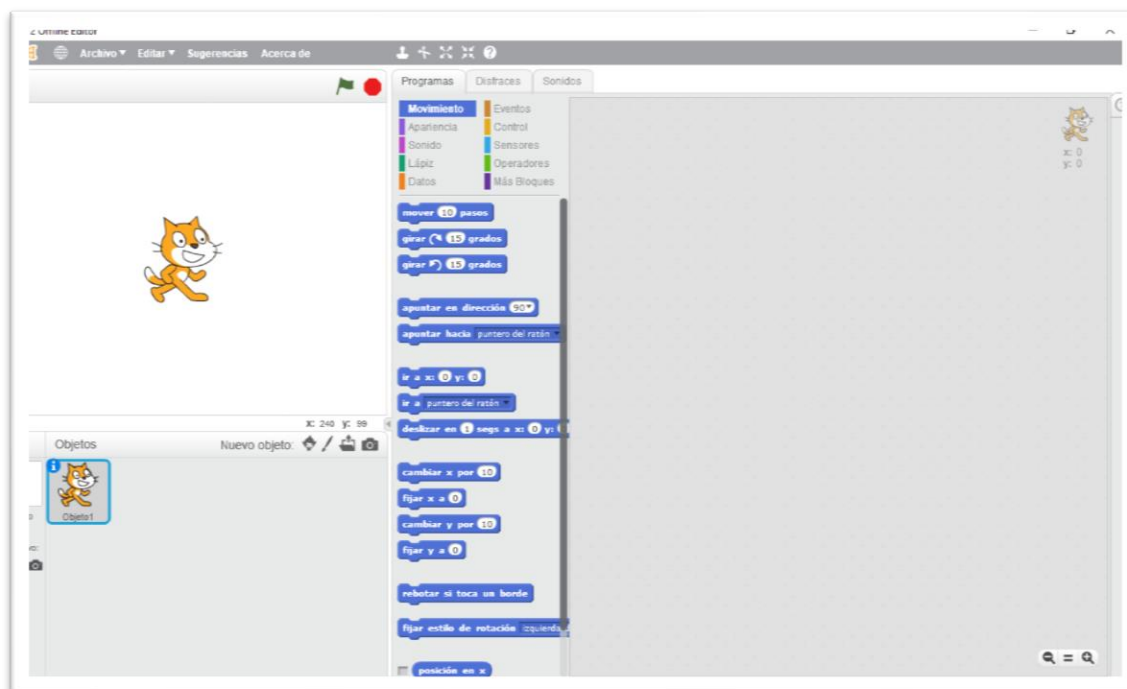 2 Offline Editor
Archivo Editar Sugerencias Acerca de
Programas Disfraces Sonidos
Movimiento Eventos
Apariencia Control
Sonido Sensores
Lápiz Operadores
Datos Más Bloques
x: 0
y: 0
mover 10 pasos
girar 15 grados
girar 15 grados
apuntar en dirección 90
apuntar hacia puntero del ratón
ir a x: 0 y: 0
ir a puntero del ratón
deslizar en 1 segs a x: 0 y:
cambiar x por 10
fijar x a 0
cambiar y por 10
fijar y a 0
rebotar si toca un borde
fijar estilo de rotación izquierda
posición en x
X: 240 y: 99
Objetos Nuevo objeto:
Objeto1